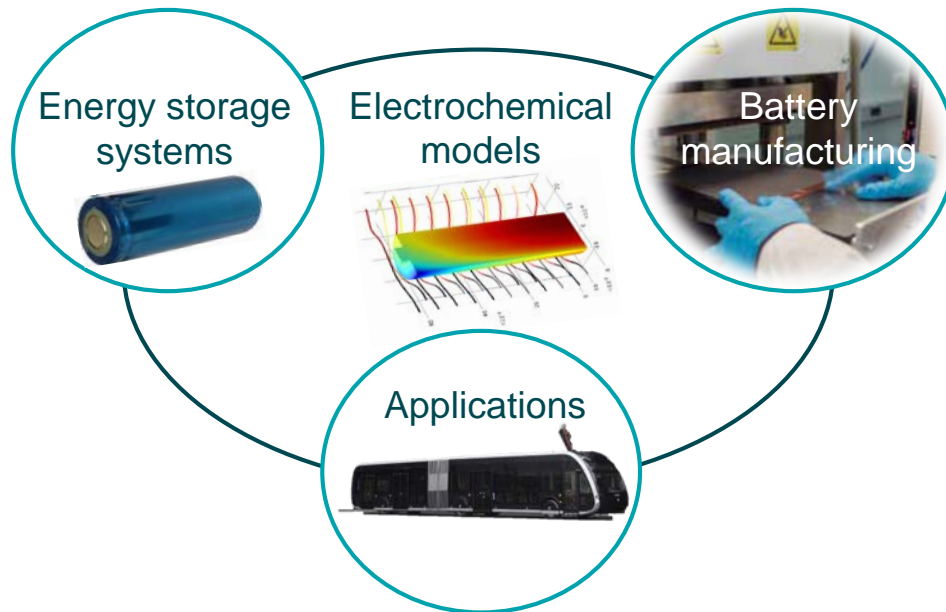 Energy storage
systems
Electrochemical
models
Battery
manufacturing
Applications